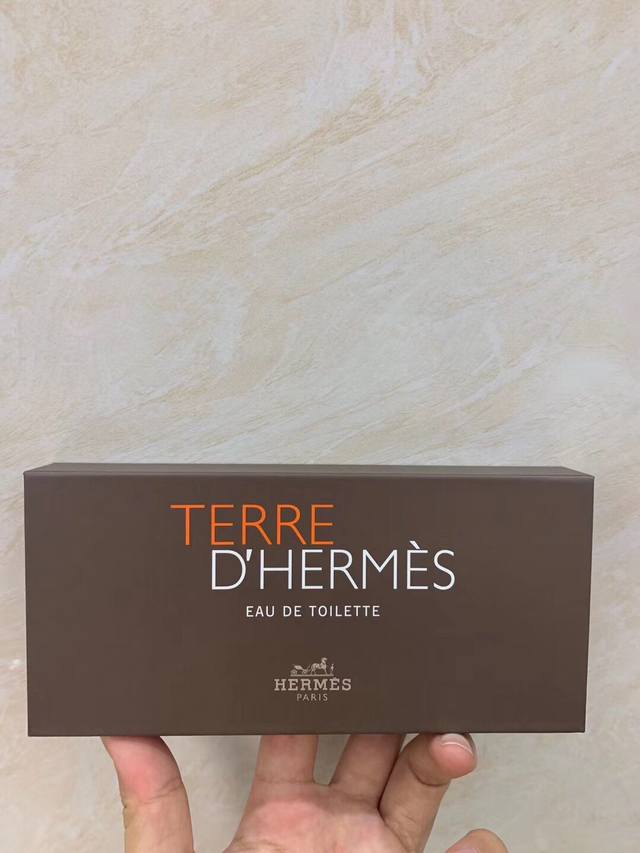 TERRE
D'HERMÈS
EAU DE TOILETTE
HERMÈS
PARIS